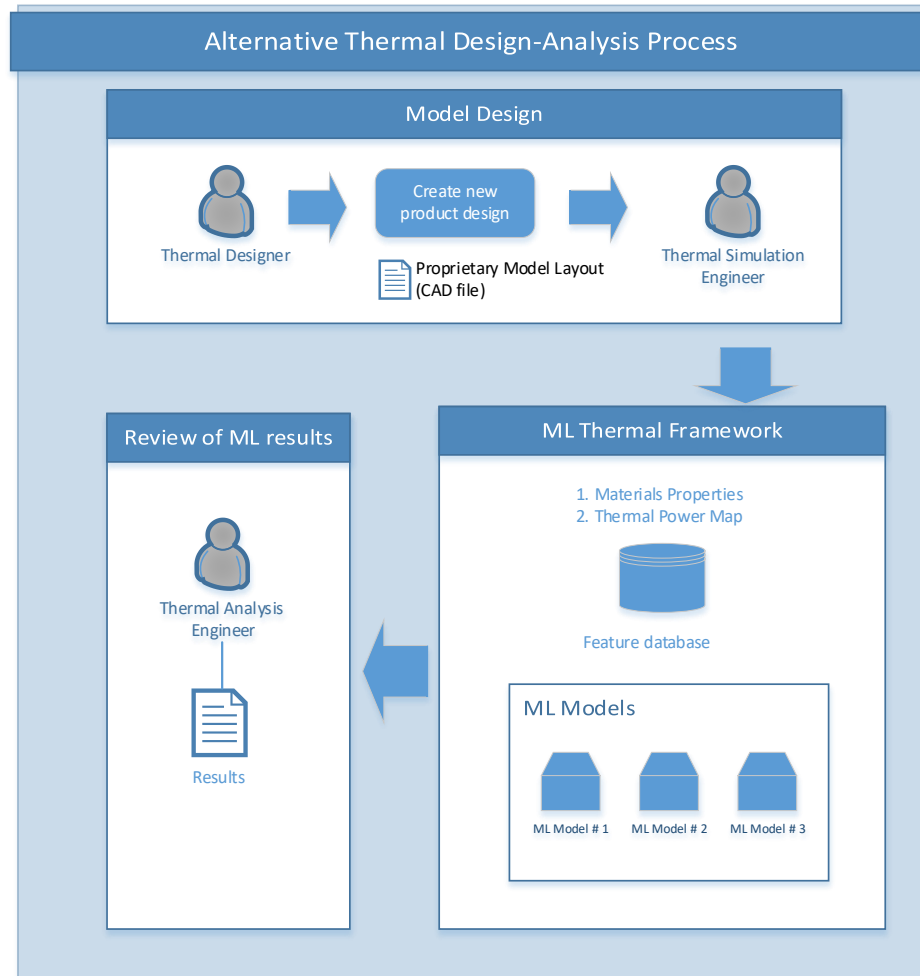 Alternative Thermal Design-Analysis Process
Model Design
Thermal Designer
Create new
product design
Proprietary Model Layout
(CAD file)
Thermal Simulation
Engineer
Review of ML results
Thermal Analysis
Engineer
Results
ML Thermal Framework
1. Materials Properties
2. Thermal Power Map
Feature database
ML Models
ML Model # 1
ML Model # 2
ML Model # 3